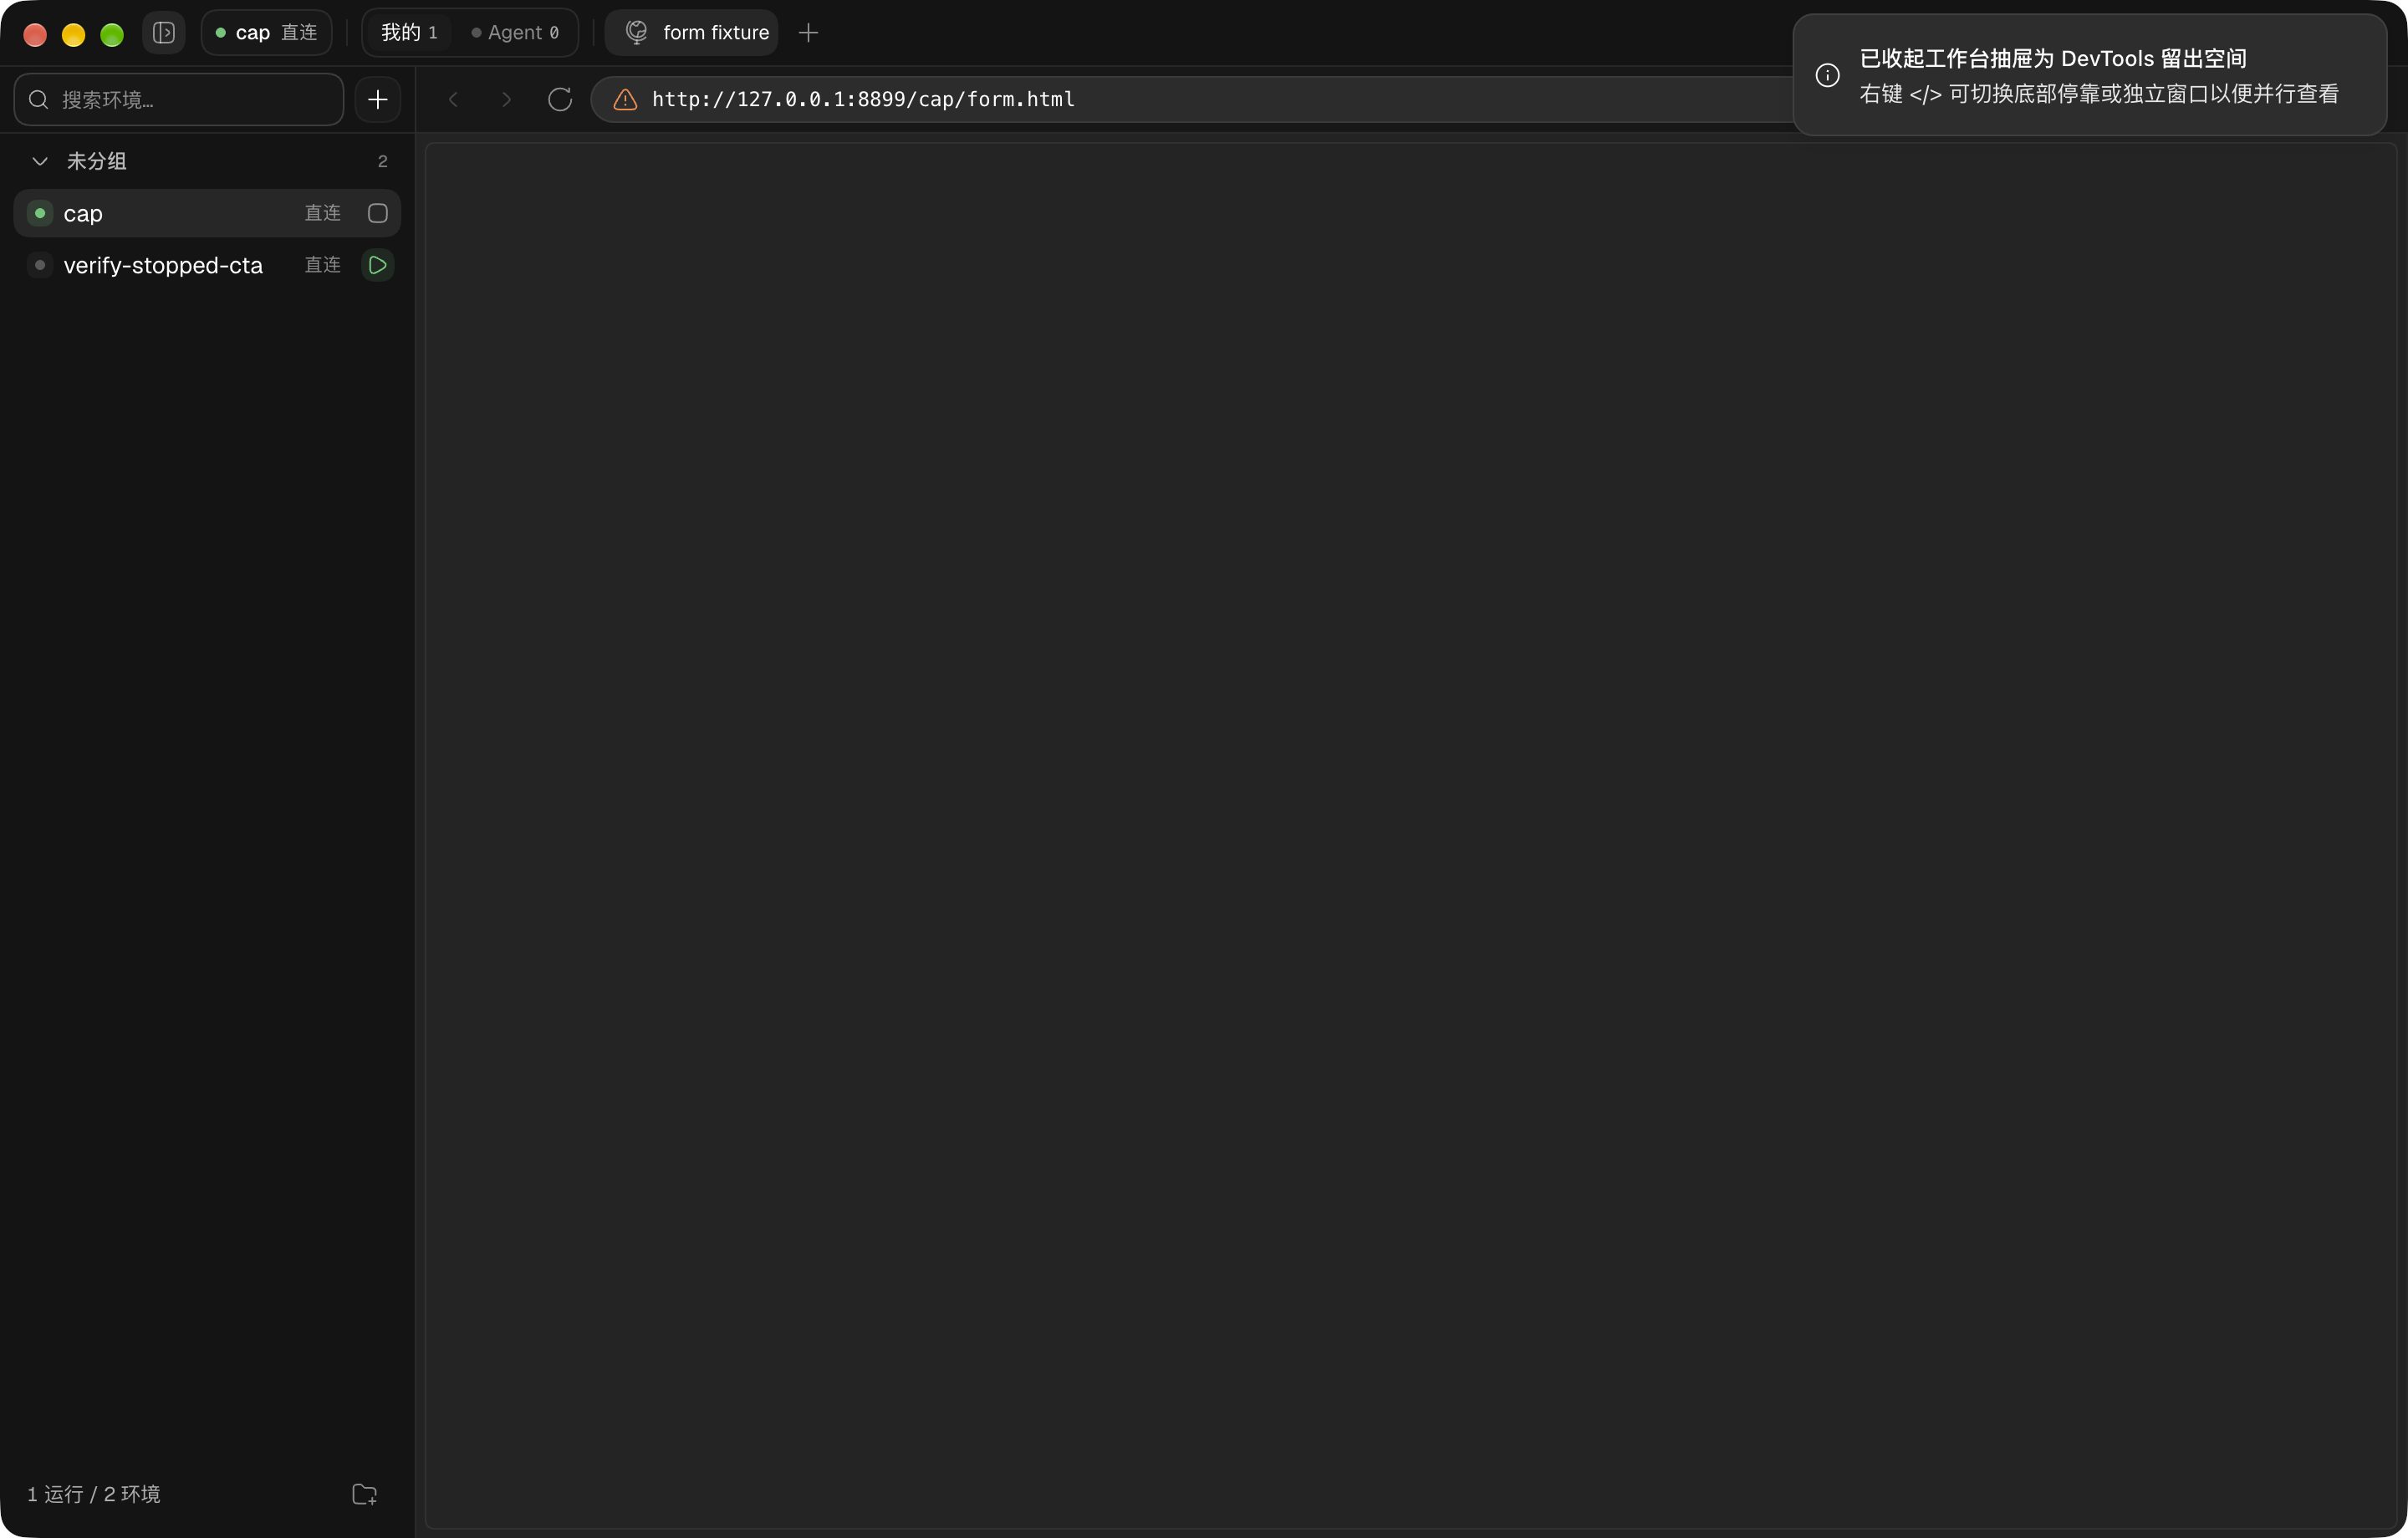 cap 直连
我的 1
Agent 0
form fixture
已收起工作台抽屉为 DevTools 留出空间
右键 </> 可切换底部停靠或独立窗口以便并行查看
搜索环境...
http://127.0.0.1:8899/cap/form.html
未分组 2
cap 直连
verify-stopped-cta 直连
1 运行 / 2 环境